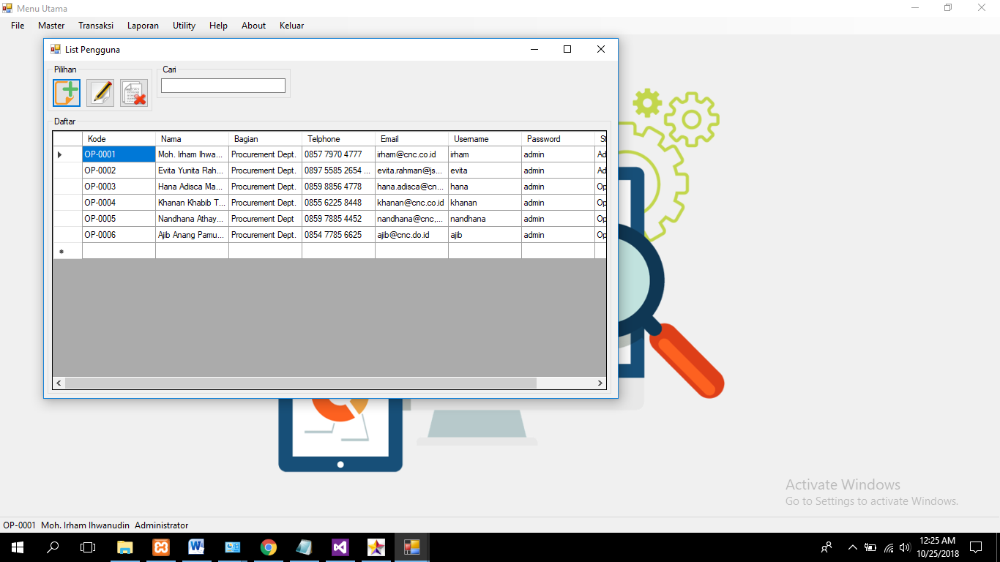 Menu Utama
File Master Transaksi Laporan Utility Help About Keluar
List Pengguna
Pilihan Cari
Daftar
Kode Nama Bagian Telphone Email Username Password St
OP-0001 Moh. Irham Ihwa... Procurement Dept. 0857 7970 4777 irham@cnc.co.id irham admin Ad
OP-0002 Evita Yunita Rah... Procurement Dept. 0897 5585 2654 ... evita.rahman@js... evita admin Ad
OP-0003 Hana Adisca Ma... Procurement Dept. 0859 8856 4778 hana.adisca@cn... hana admin Op
OP-0004 Khanan Khabib T... Procurement Dept. 0855 6225 8448 khanan@cnc.co.id khanan admin Op
OP-0005 Nandhana Athay... Procurement Dept 0859 7885 4452 nandhana@cnc,... nandhana admin Op
OP-0006 Ajib Anang Pamu... Procurement Dept. 0854 7785 6625 ajib@cnc.do.id ajib admin Op
Activate Windows
Go to Settings to activate Windows.
OP-0001 Moh. Irham Ihwanudin Administrator
12:25 AM
10/25/2018